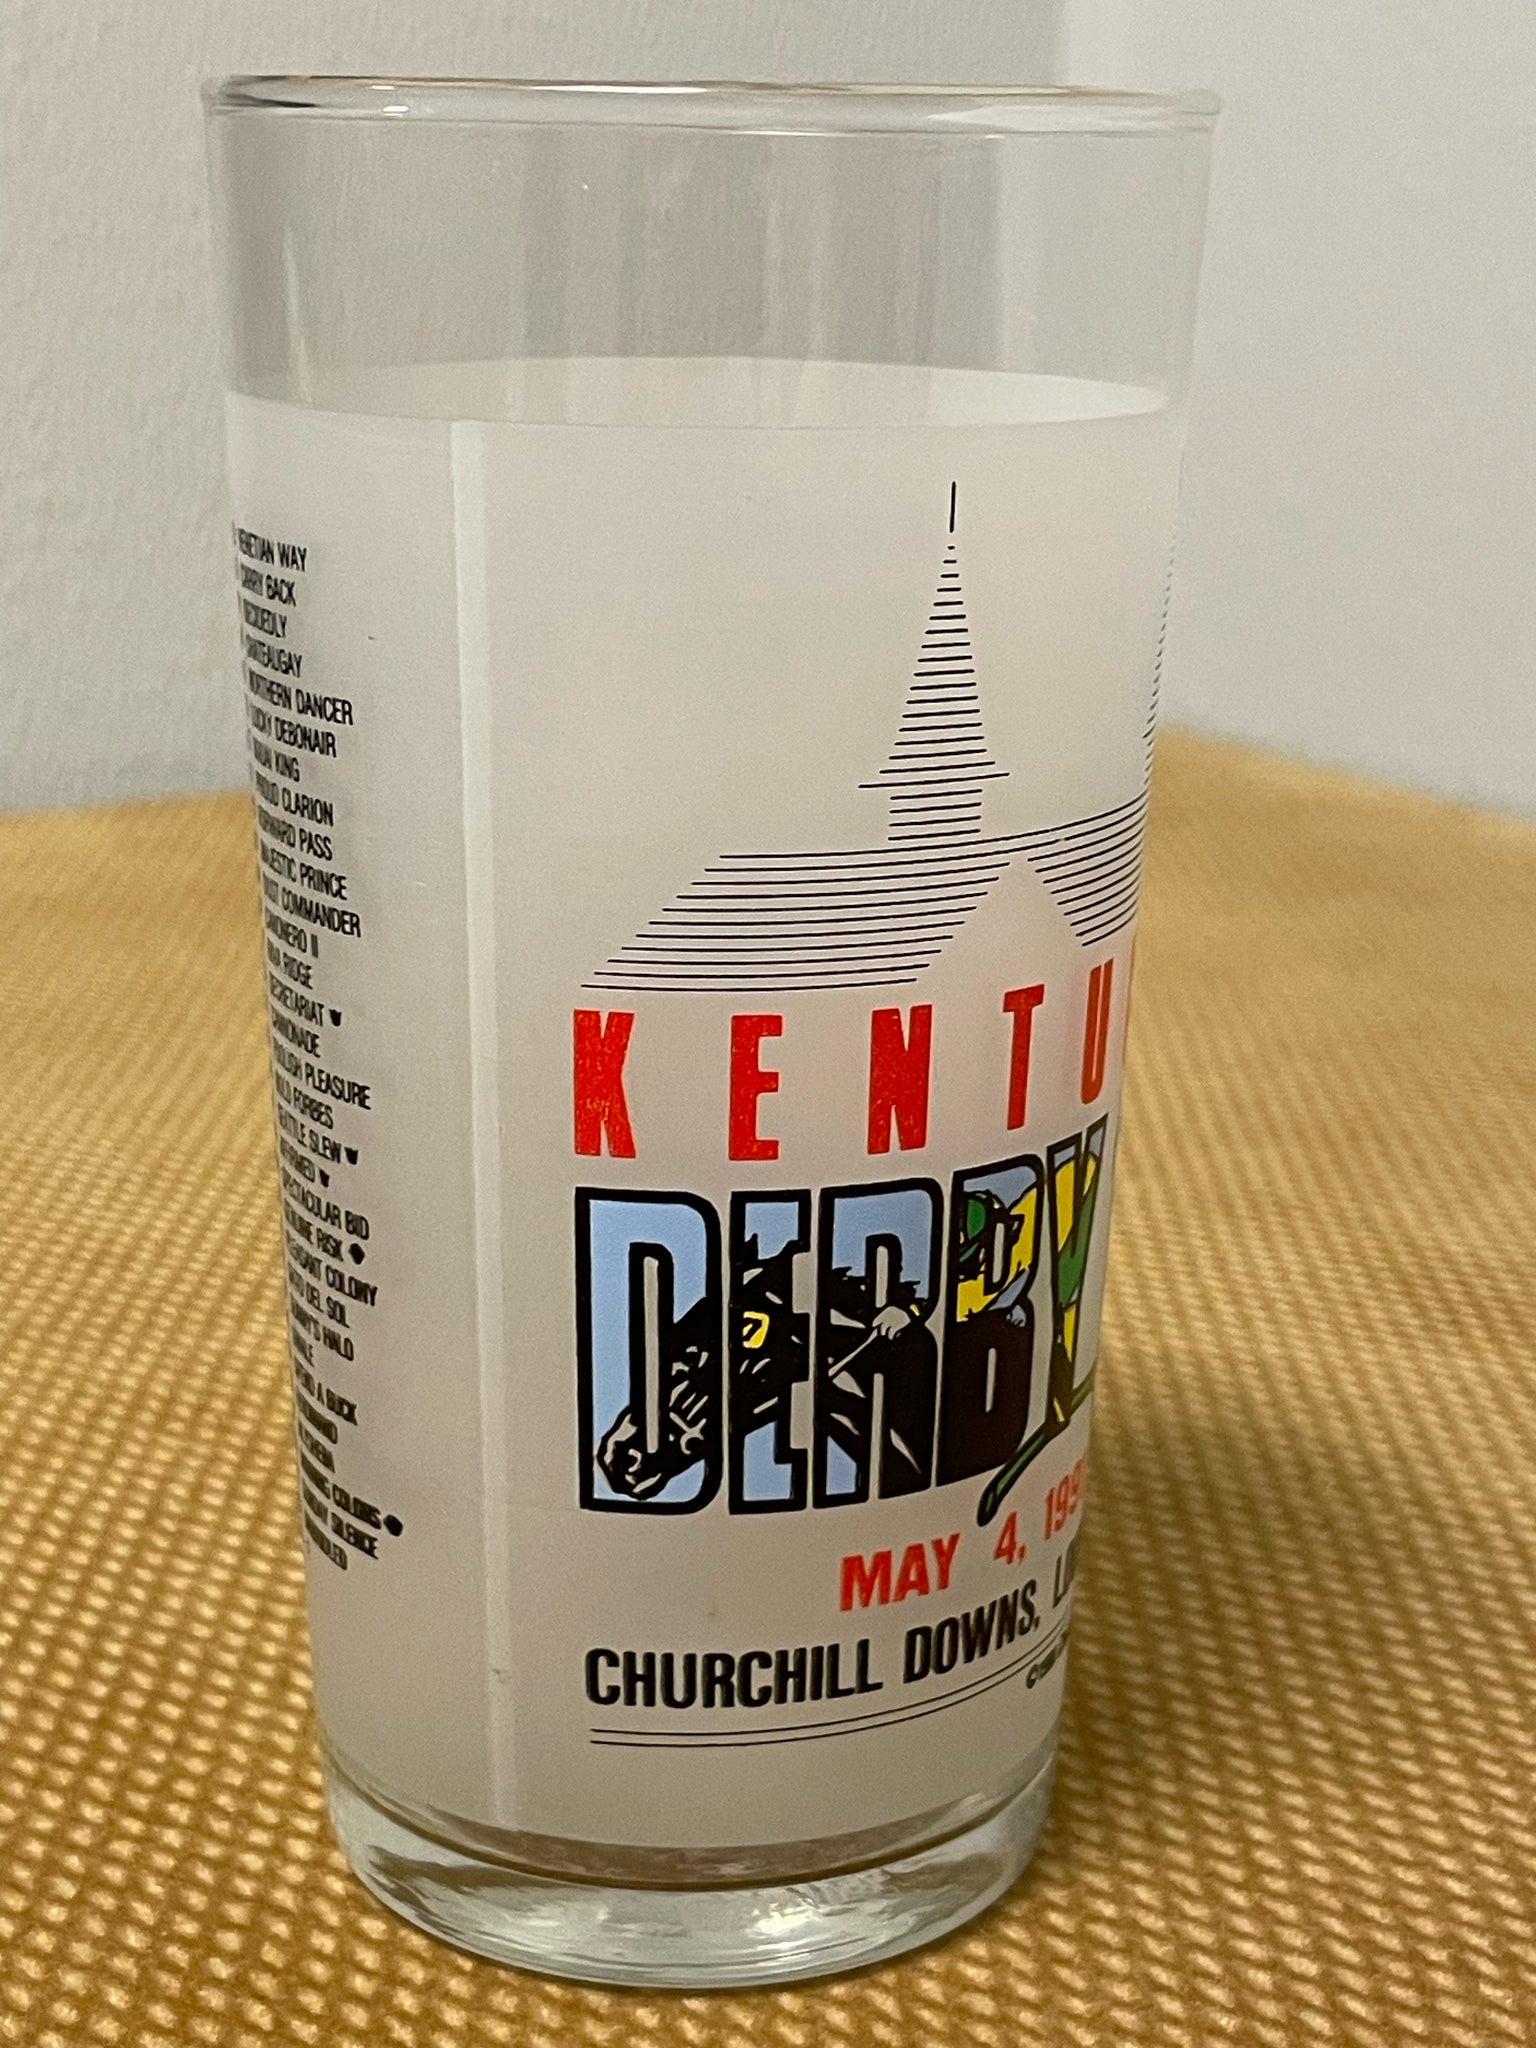 VENETIAN WAY
CARRY BACK
DECIDEDLY
CHATEAUGAY
NORTHERN DANCER
LUCKY DEBONAIR
KAUAI KING
PROUD CLARION
FORWARD PASS
MAJESTIC PRINCE
DUST COMMANDER
CANONERO II
RIVA RIDGE
SECRETARIAT
CANNONADE
FOOLISH PLEASURE
BOLD FORBES
SEATTLE SLEW
AFFIRMED
SPECTACULAR BID
GENUINE RISK
PLEASANT COLONY
GATO DEL SOL
SUNNY'S HALO
SWALE
SPEND A BUCK
FERDINAND
ALYSHEBA
WINNING COLORS
SUNDAY SILENCE
UNBRIDLED
KENTU
DERBY
MAY 4, 199
CHURCHILL DOWNS,